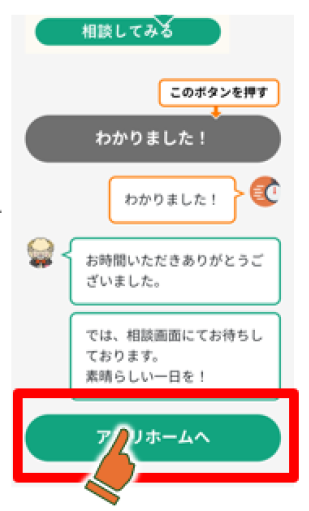 相談してみる
このボタンを押す
わかりました！
わかりました！
お時間いただきありがとうご
ざいました。
では、相談画面にてお待ちし
ております。
素晴らしい一日を！
リホームへ